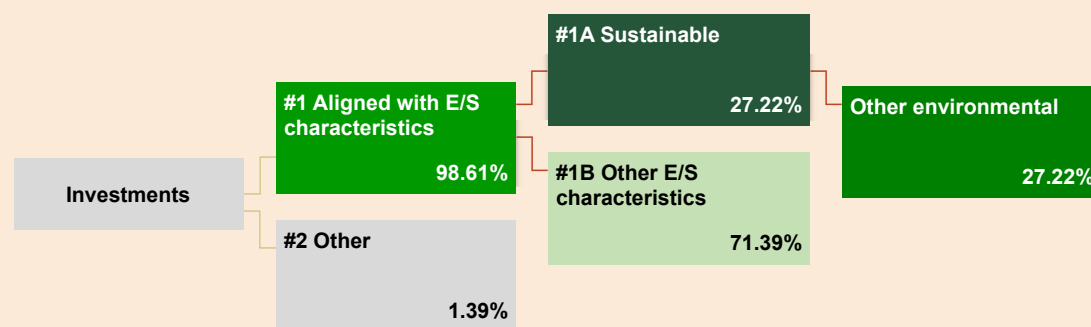 Investments
#1 Aligned with E/S
characteristics
98.61%
#2 Other
1.39%
#1A Sustainable
27.22%
#1B Other E/S
characteristics
71.39%
Other environmental
27.22%